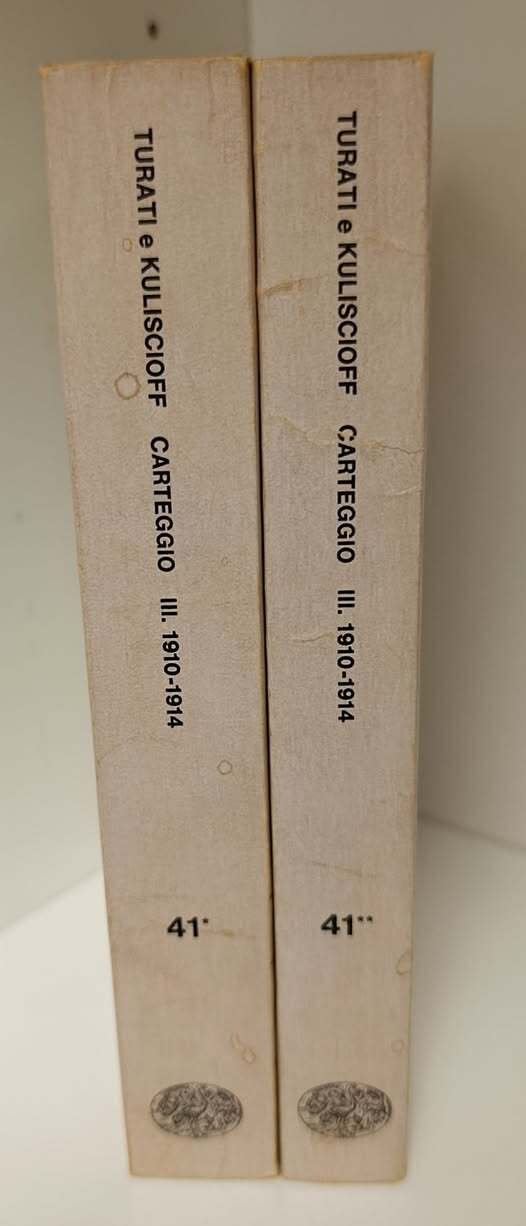 TURATI e KULISCIOFF CARTEGGIO III. 1910-1914
41*
TURATI e KULISCIOFF CARTEGGIO III. 1910-1914
41**